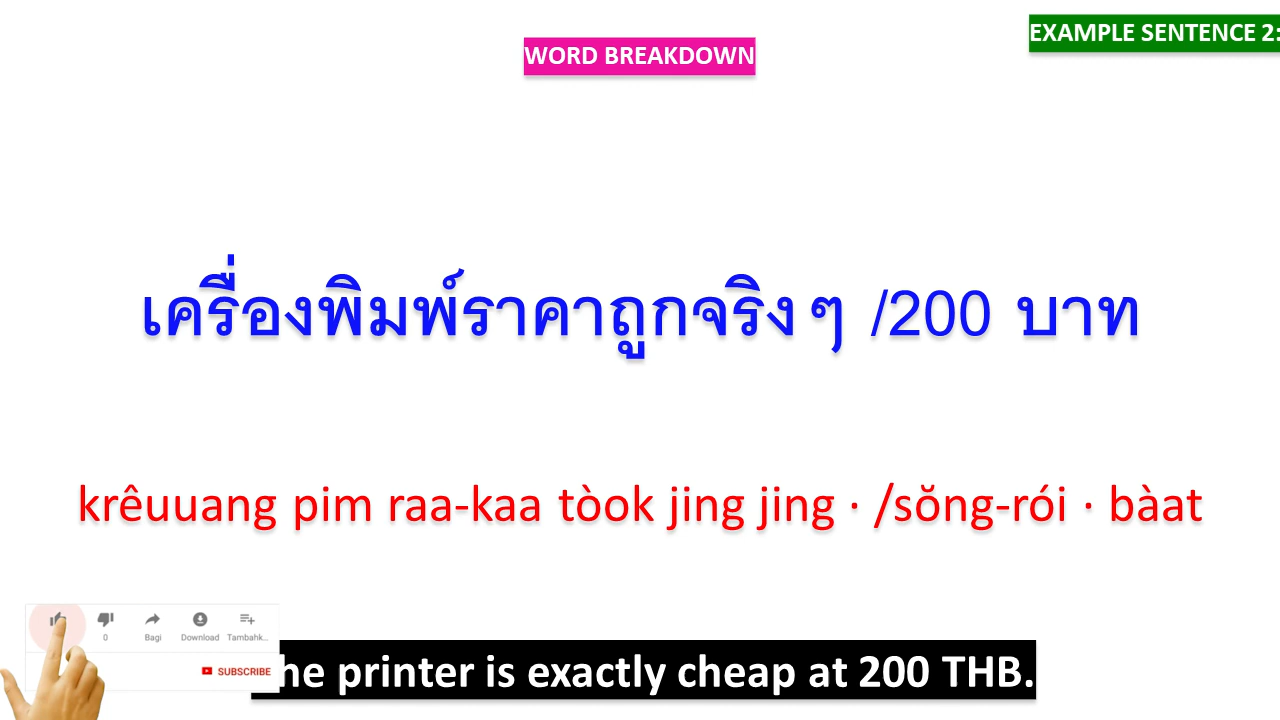 EXAMPLE SENTENCE 2:
WORD BREAKDOWN
เครื่องพิมพ์ราคาถูกจริงๆ /200 บาท
krêuuang pim raa-kaa tòok jing jing · /sŏng-rói · bàat
0 Bagi Download Tambahk...
SUBSCRIBE
he printer is exactly cheap at 200 THB.